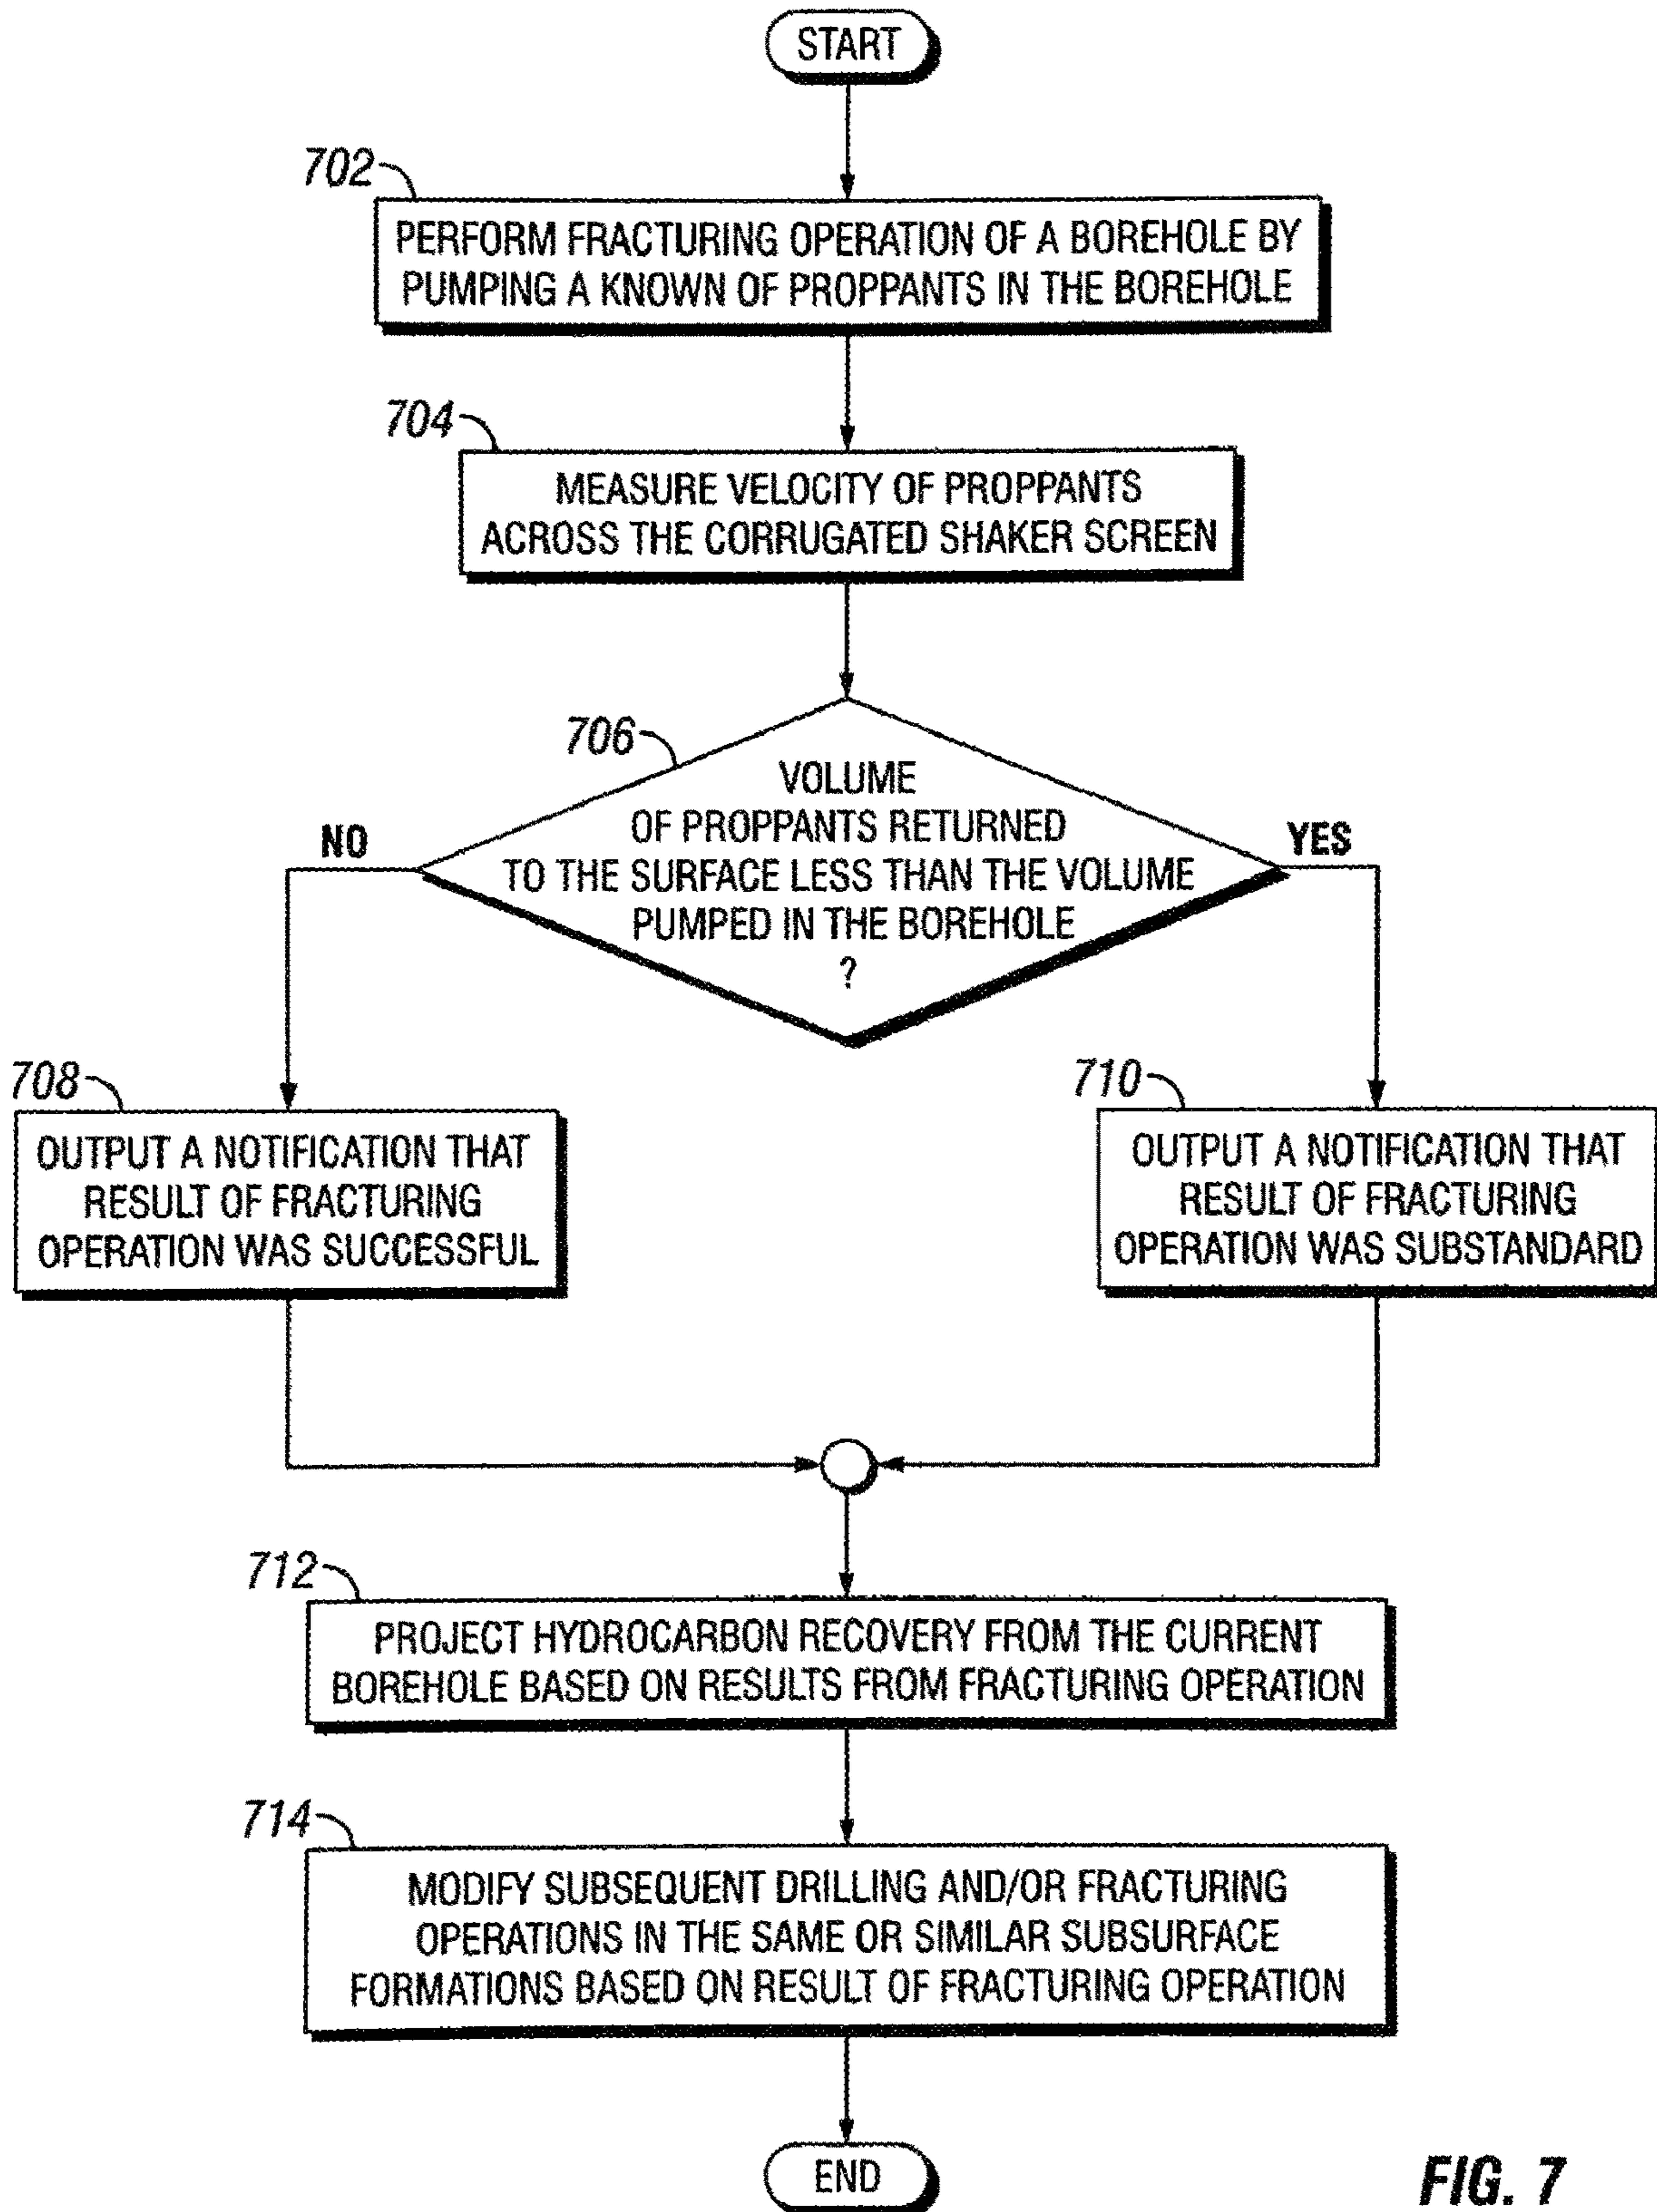 START
702
PERFORM FRACTURING OPERATION OF A BOREHOLE BY
PUMPING A KNOWN OF PROPPANTS IN THE BOREHOLE
704
MEASURE VELOCITY OF PROPPANTS
ACROSS THE CORRUGATED SHAKER SCREEN
706
VOLUME
OF PROPPANTS RETURNED
TO THE SURFACE LESS THAN THE VOLUME
PUMPED IN THE BOREHOLE
?
NO
YES
708
OUTPUT A NOTIFICATION THAT
RESULT OF FRACTURING
OPERATION WAS SUCCESSFUL
710
OUTPUT A NOTIFICATION THAT
RESULT OF FRACTURING
OPERATION WAS SUBSTANDARD
712
PROJECT HYDROCARBON RECOVERY FROM THE CURRENT
BOREHOLE BASED ON RESULTS FROM FRACTURING OPERATION
714
MODIFY SUBSEQUENT DRILLING AND/OR FRACTURING
OPERATIONS IN THE SAME OR SIMILAR SUBSURFACE
FORMATIONS BASED ON RESULT OF FRACTURING OPERATION
END
FIG. 7